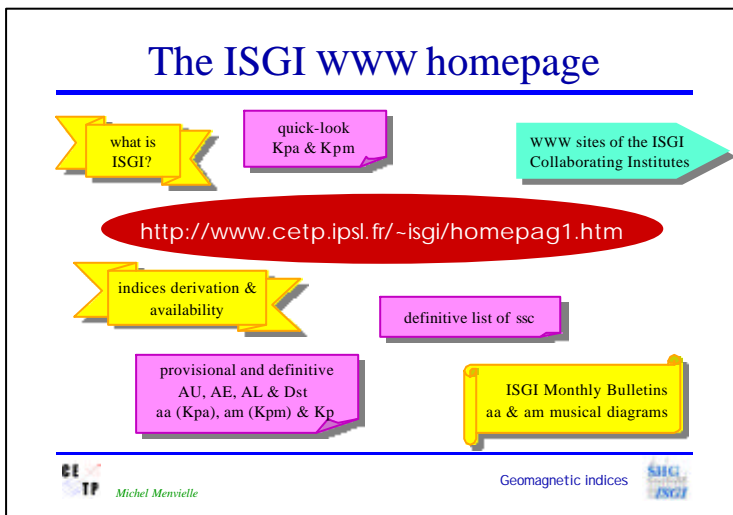 The ISGI WWW homepage
what is
ISGI?
quick-look
Kpa & Kpm
WWW sites of the ISGI
Collaborating Institutes
http://www.cetp.ipsl.fr/~isgi/homepag1.htm
indices derivation &
availability
definitive list of ssc
provisional and definitive
AU, AE, AL & Dst
aa (Kpa), am (Kpm) & Kp
ISGI Monthly Bulletins
aa & am musical diagrams
CE
TP
Michel Menvielle
Geomagnetic indices
ISGI